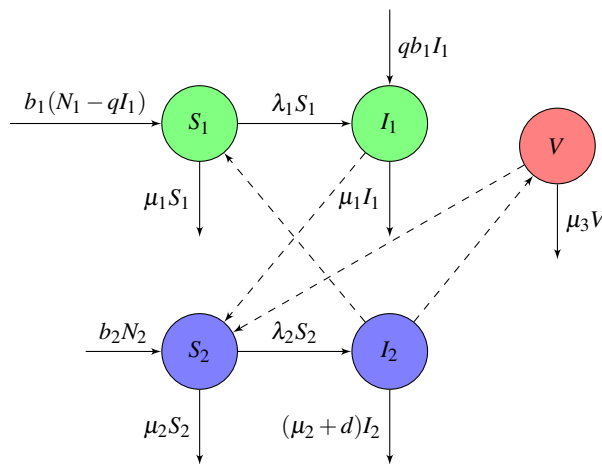 qb₁I₁
b₁(N₁ − qI₁)
S₁
λ₁S₁
I₁
V
μ₁S₁
μ₁I₁
μ₃V
b₂N₂
S₂
λ₂S₂
I₂
μ₂S₂
(μ₂ + d)I₂